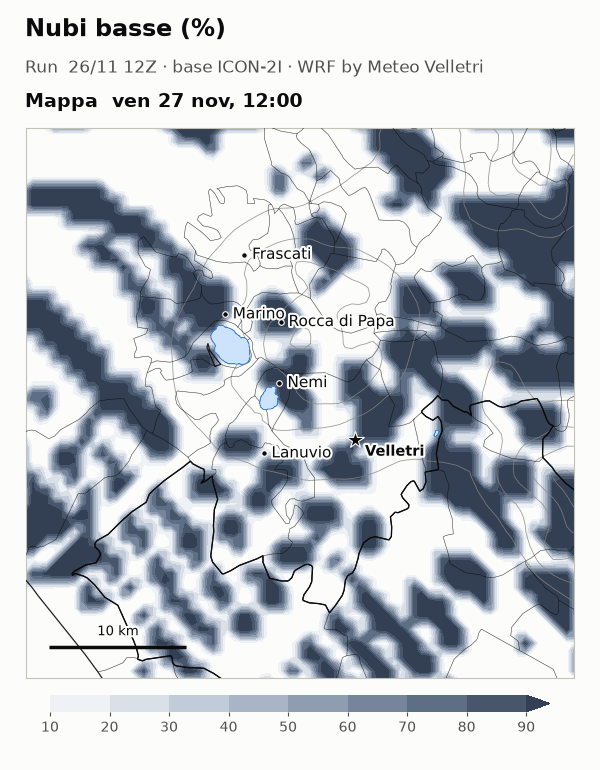 Nubi basse (%)
Run  26/11 12Z · base ICON-2I · WRF by Meteo Velletri
Mappa  ven 27 nov, 12:00
Frascati
Marino
Rocca di Papa
Nemi
Velletri
Lanuvio
10 km
10 20 30 40 50 60 70 80 90